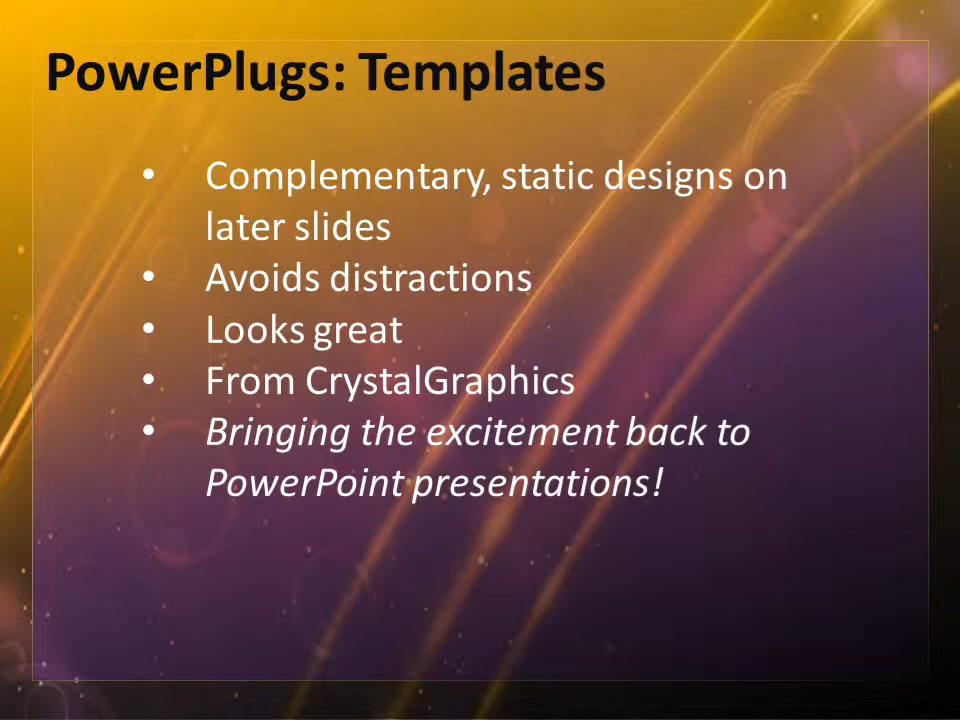 PowerPlugs: Templates
• Complementary, static designs on
later slides
• Avoids distractions
• Looks great
• From CrystalGraphics
• Bringing the excitement back to
PowerPoint presentations!